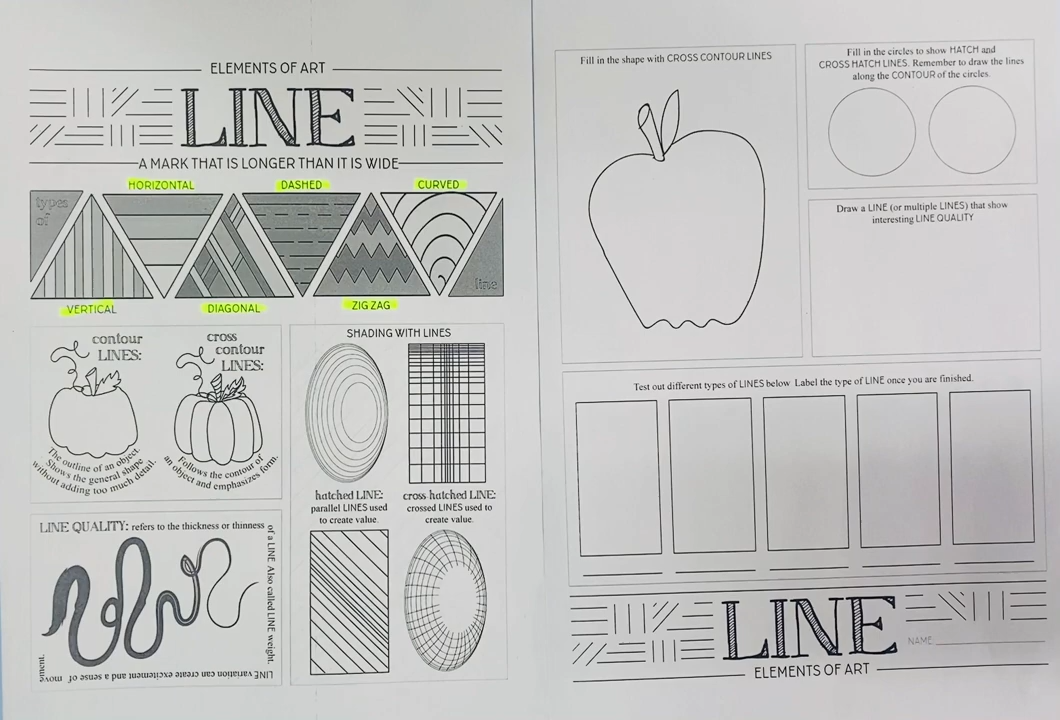 ELEMENTS OF ART
LINE
A MARK THAT IS LONGER THAN IT IS WIDE
types
of
HORIZONTAL
DASHED
CURVED
VERTICAL
DIAGONAL
ZIG ZAG
line
contour
LINES:
The outline of an object.
Shows the general shape
without adding too much detail.
cross
contour
LINES:
Follows the contour of
an object and emphasizes form.
LINE QUALITY: refers to the thickness or thinness
of a LINE. Also called LINE weight.
LINE variation can create excitement and a sense of move
ment.
SHADING WITH LINES
hatched LINE:
parallel LINES used
to create value.
cross-hatched LINE:
crossed LINES used to
create value.
Fill in the shape with CROSS CONTOUR LINES
Fill in the circles to show HATCH and
CROSS HATCH LINES. Remember to draw the lines
along the CONTOUR of the circles.
Draw a LINE (or multiple LINES) that show
interesting LINE QUALITY
Test out different types of LINES below Label the type of LINE once you are finished.
LINE
NAME
ELEMENTS OF ART